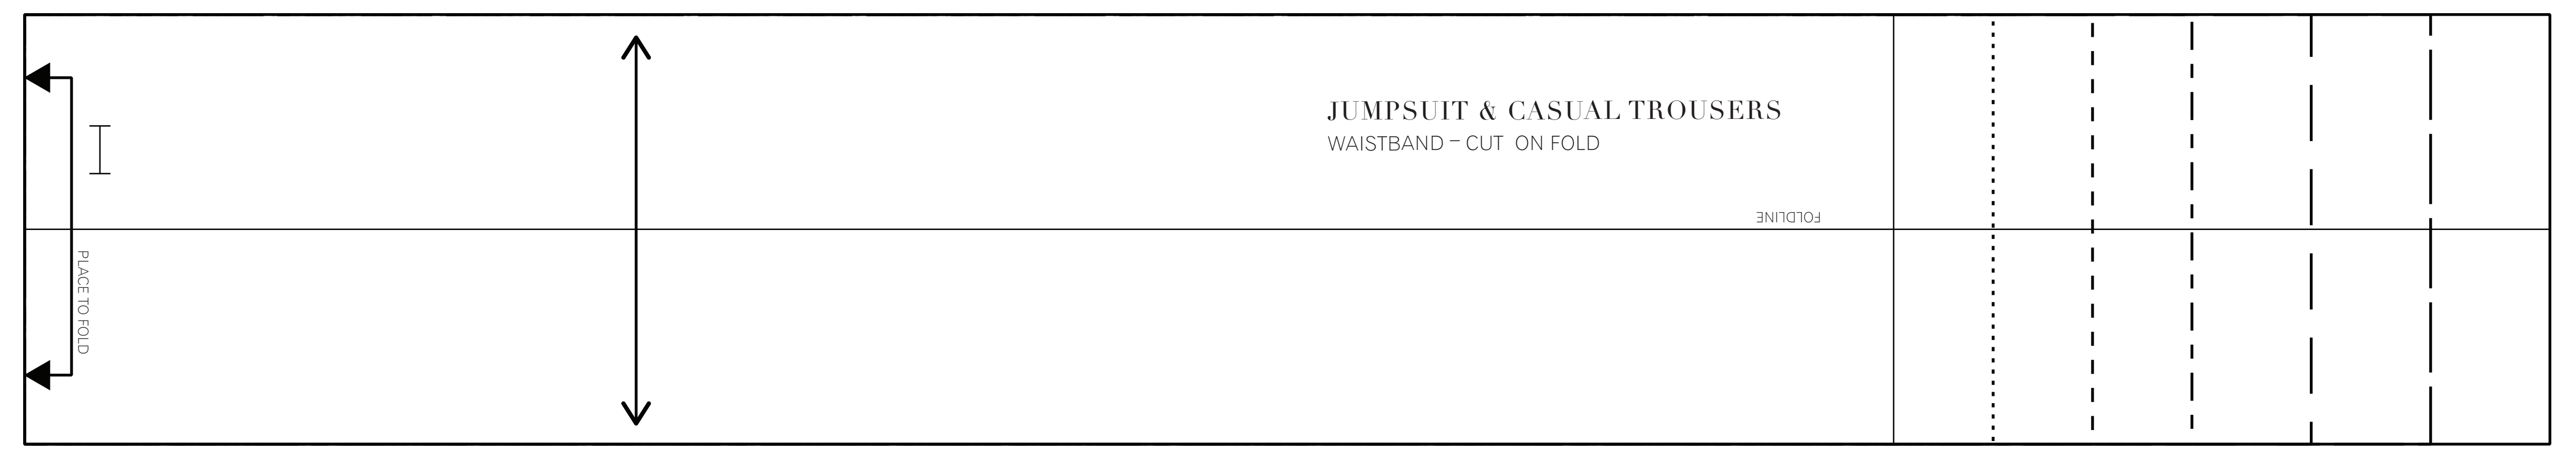 JUMPSUIT & CASUAL TROUSERS
WAISTBAND – CUT ON FOLD
FOLDLINE
PLACE TO FOLD